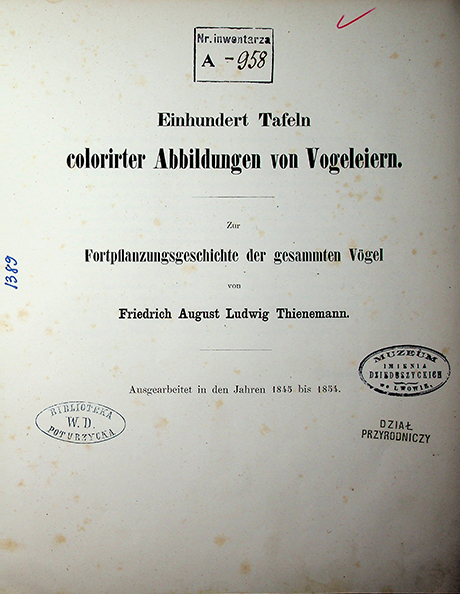 Nr. inwentarza
A - 958
Einhundert Tafeln
colorirter Abbildungen von Vogeleiern.
Zur
Fortpflanzungsgeschichte der gesammten Vögel
von
Friedrich August Ludwig Thienemann.
Ausgearbeitet in den Jahren 1845 bis 1854.
1389
MUZEUM
IMIENIA
DZIEDUSZYCKICH
we LWOWIE.
BIBLIOTEKA
W. D.
POTURZYCKA
DZIAŁ
PRZYRODNICZY